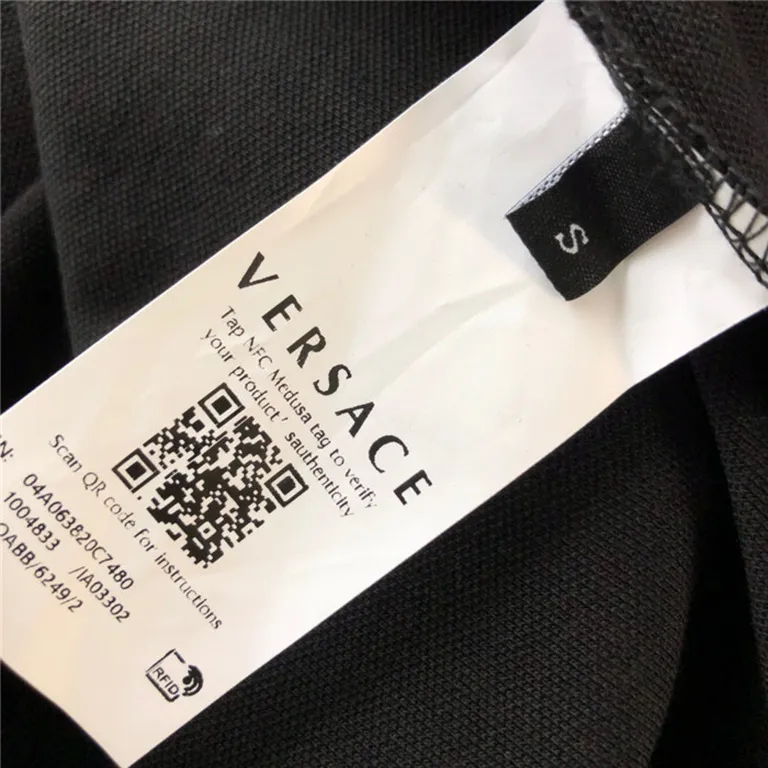 S
VERSACE
Tap NFC Medusa tag to verify
your product' sauthenticity
Scan QR code for instructions
04A063820C7480
1004833 /IA03302
OABB/6249/2
RFID